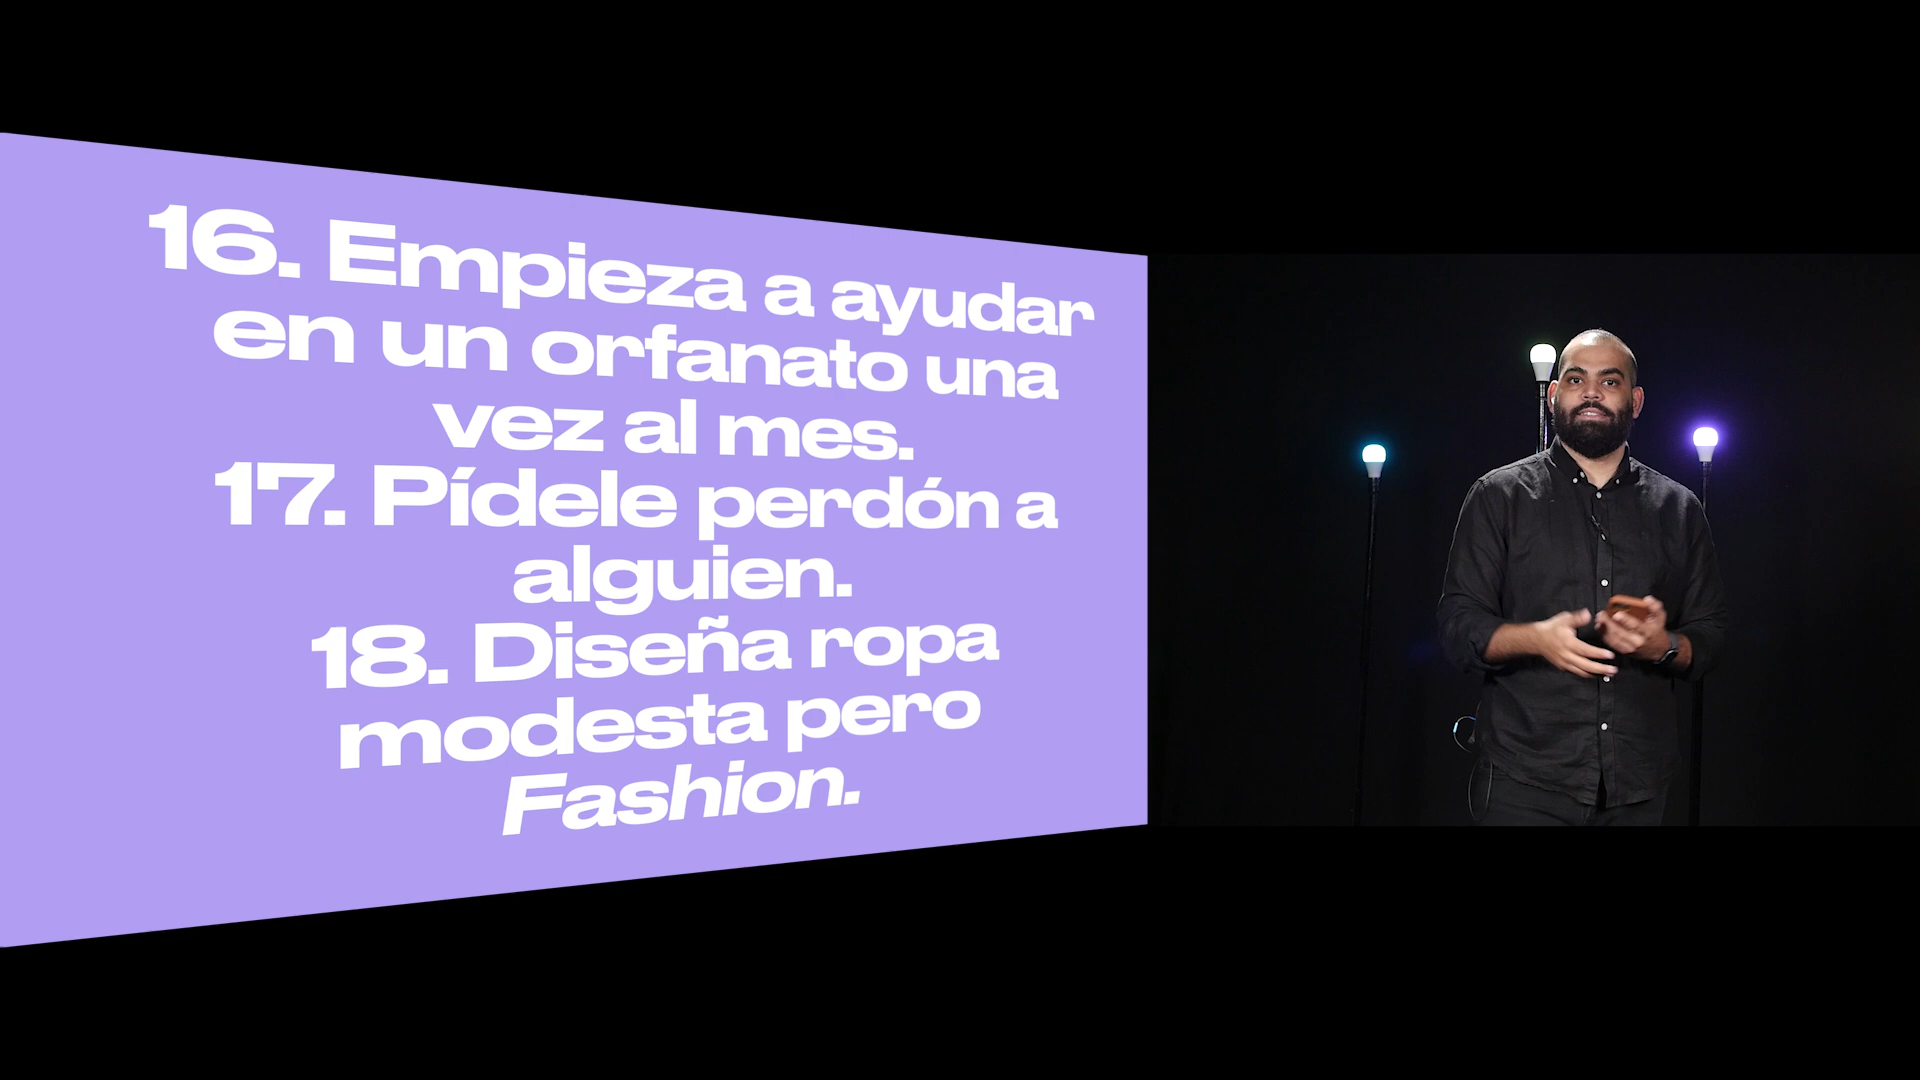 16. Empieza a ayudar
en un orfanato una
vez al mes.
17. Pídele perdón a
alguien.
18. Diseña ropa
modesta pero
Fashion.